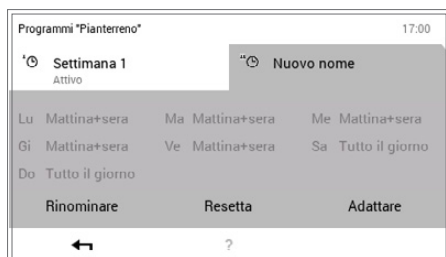 Programmi "Pianterreno" 17:00
Settimana 1 Nuovo nome
Attivo
Lu Mattina+sera Ma Mattina+sera Me Mattina+sera
Gi Mattina+sera Ve Mattina+sera Sa Tutto il giorno
Do Tutto il giorno
Rinominare Resetta Adattare
?